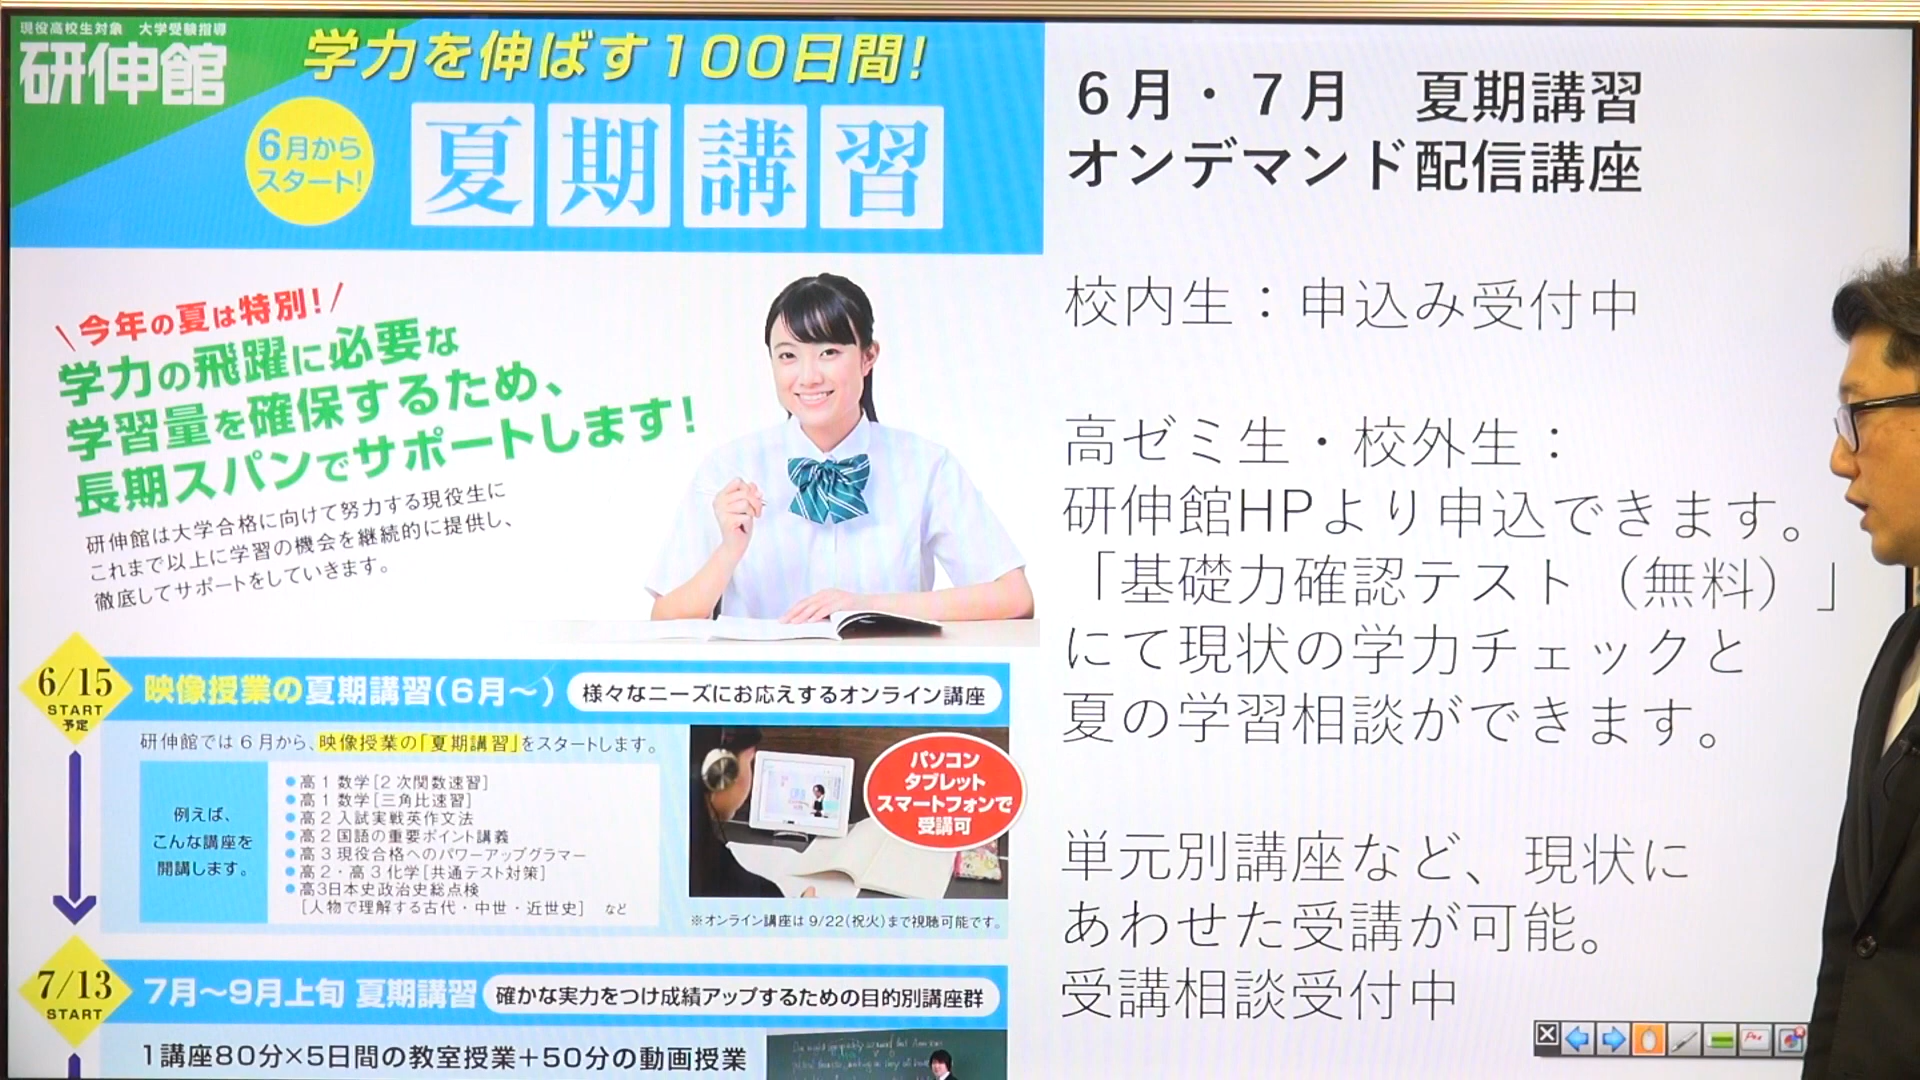 現役高校生対象 大学受験指導
研伸館
学力を伸ばす100日間!
6月から
スタート!
夏期講習
今年の夏は特別!
学力の飛躍に必要な
学習量を確保するため、
長期スパンでサポートします!
研伸館は大学合格に向けて努力する現役生に
これまで以上に学習の機会を継続的に提供し、
徹底してサポートをしていきます。
6/15
START
予定
映像授業の夏期講習(6月～)
様々なニーズにお応えするオンライン講座
研伸館では6月から、映像授業の「夏期講習」をスタートします。
例えば、
こんな講座を
開講します。
●高1数学[2次関数速習]
●高1数学[三角比速習]
●高2入試実戦英作文法
●高2国語の重要ポイント講義
●高3現役合格へのパワーアップグラマー
●高2・高3化学[共通テスト対策]
●高3日本史政治史総点検
[人物で理解する古代・中世・近世史] など
パソコン
タブレット
スマートフォンで
受講可
※オンライン講座は9/22(祝火)まで視聴可能です。
7/13
START
7月～9月上旬 夏期講習
確かな実力をつけ成績アップするための目的別講座群
1講座80分×5日間の教室授業+50分の動画授業
6月・7月 夏期講習
オンデマンド配信講座
校内生：申込み受付中
高ゼミ生・校外生：
研伸館HPより申込できます。
「基礎力確認テスト（無料）」
にて現状の学力チェックと
夏の学習相談ができます。
単元別講座など、現状に
あわせた受講が可能。
受講相談受付中